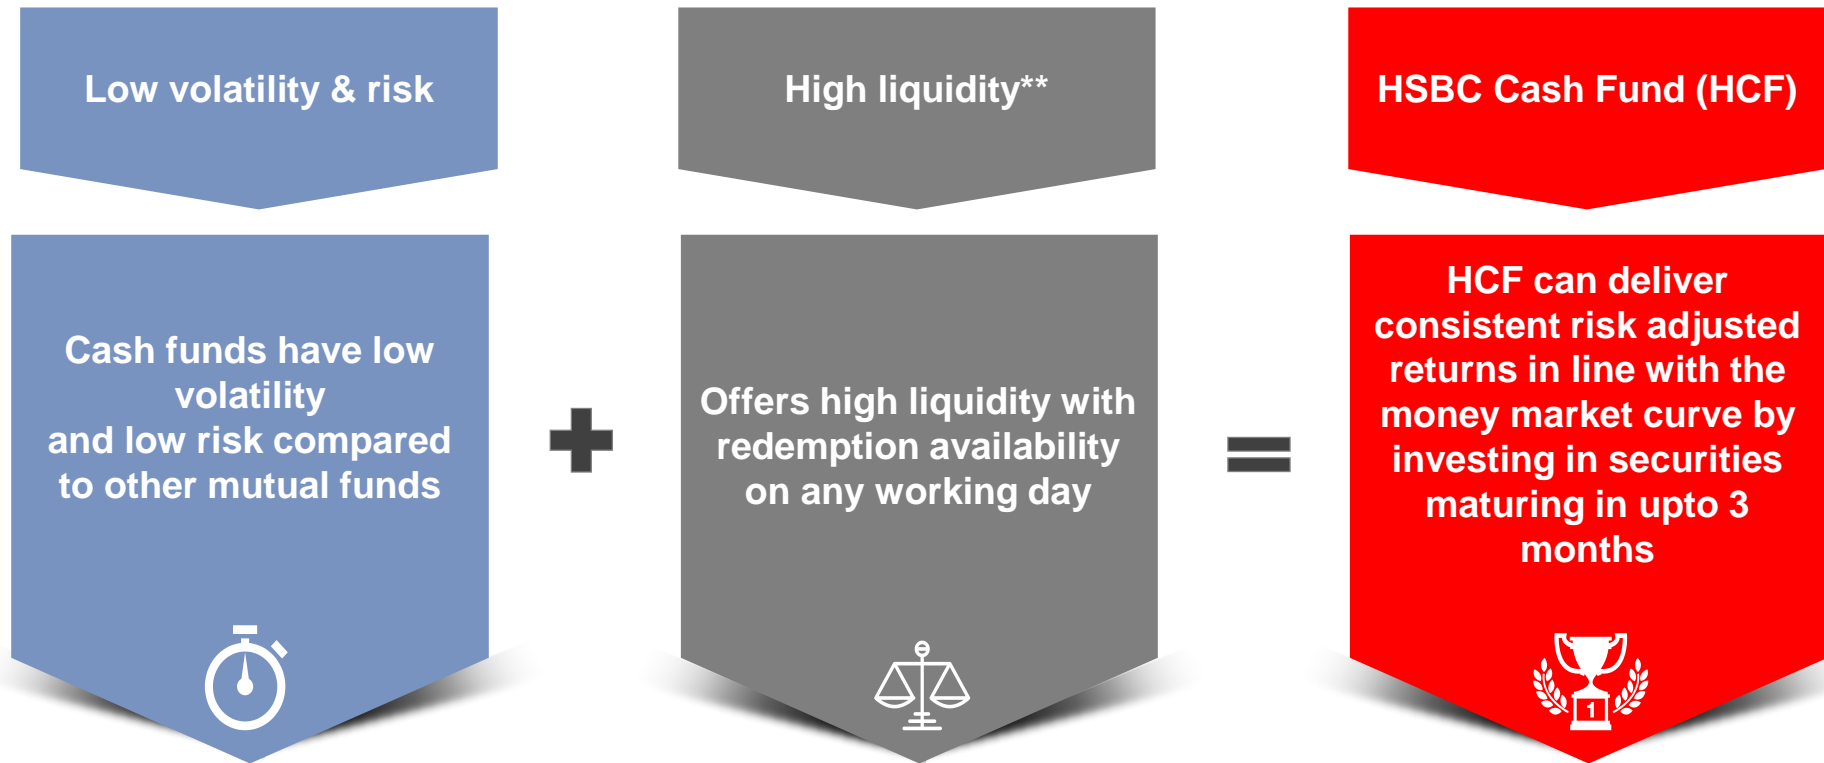 Low volatility & risk
Cash funds have low
volatility
and low risk compared
to other mutual funds
High liquidity**
Offers high liquidity with
redemption availability
on any working day
HSBC Cash Fund (HCF)
HCF can deliver
consistent risk adjusted
returns in line with the
money market curve by
investing in securities
maturing in upto 3
months
1